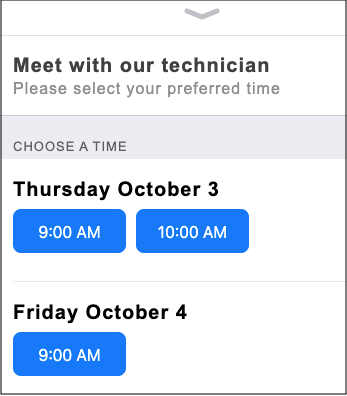 Meet with our technician
Please select your preferred time
CHOOSE A TIME
Thursday October 3
9:00 AM 10:00 AM
Friday October 4
9:00 AM